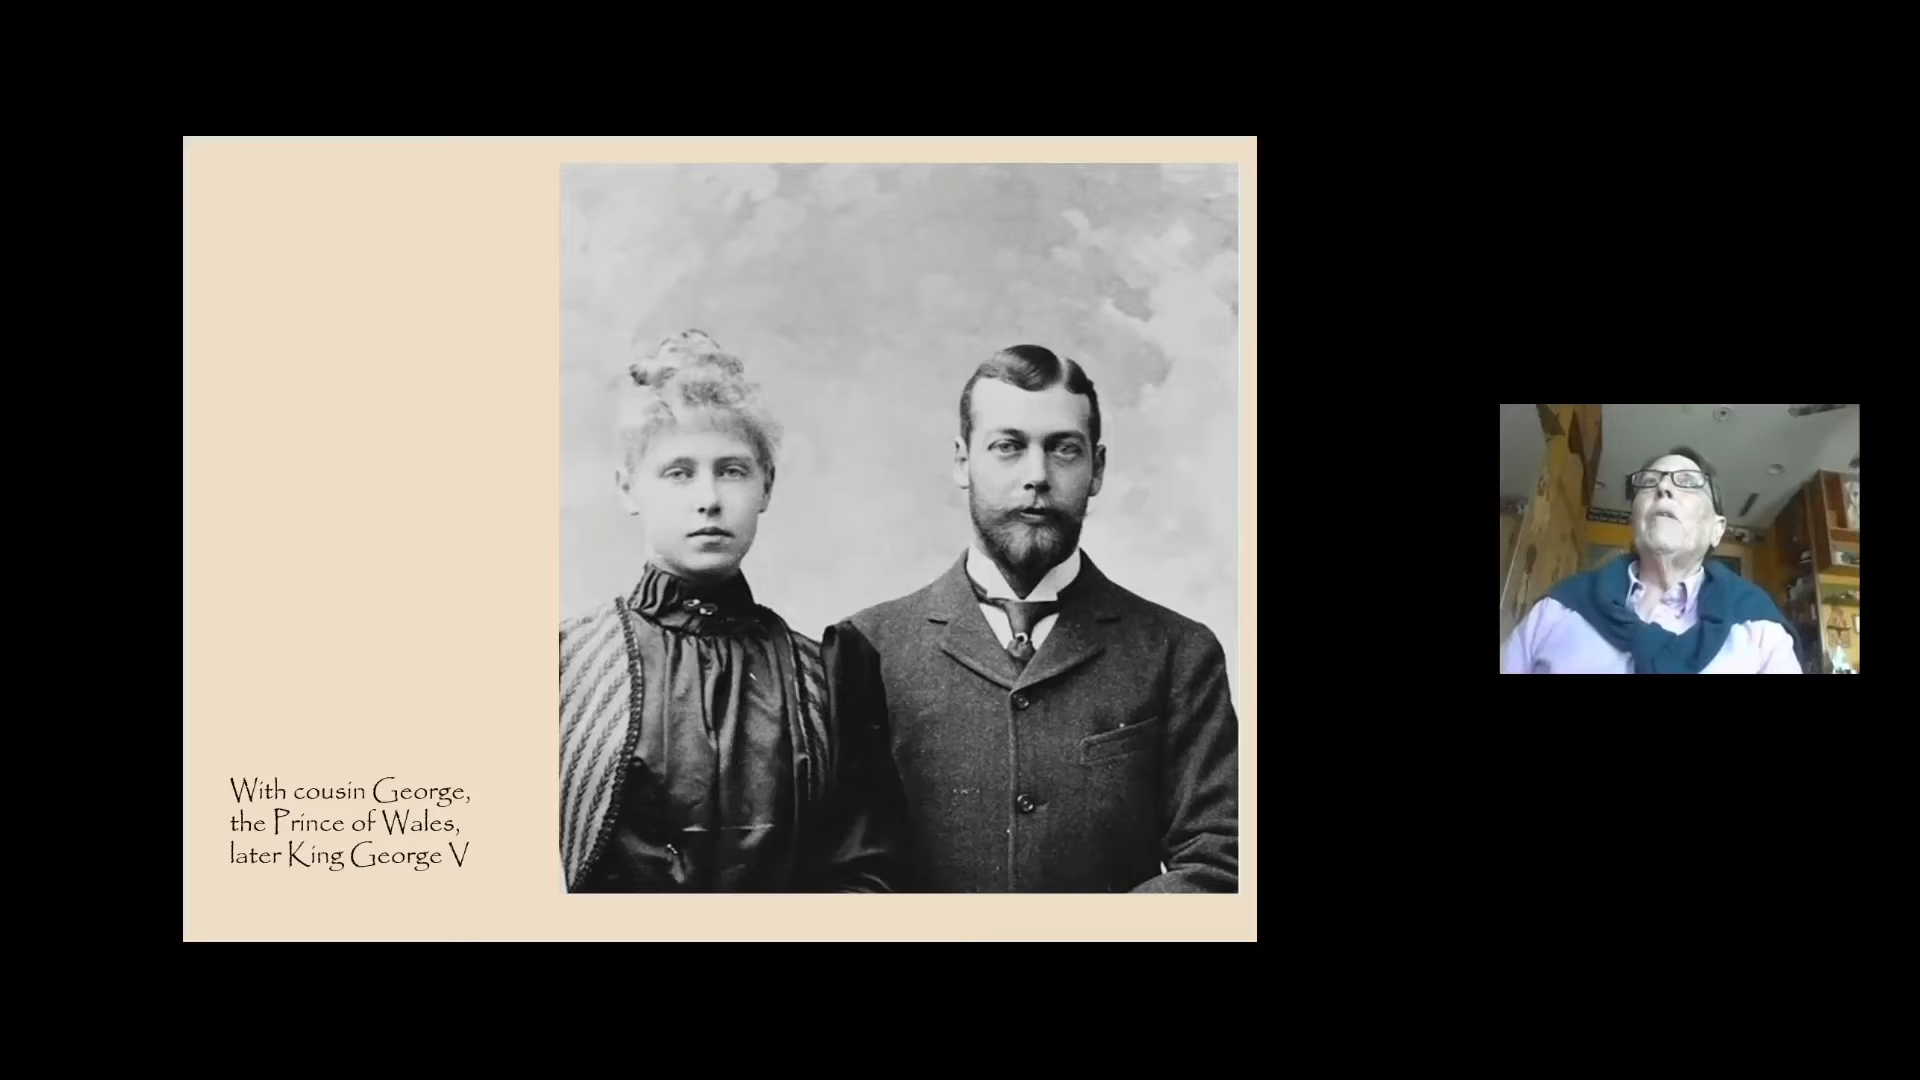 With cousin George,
the Prince of Wales,
later King George V